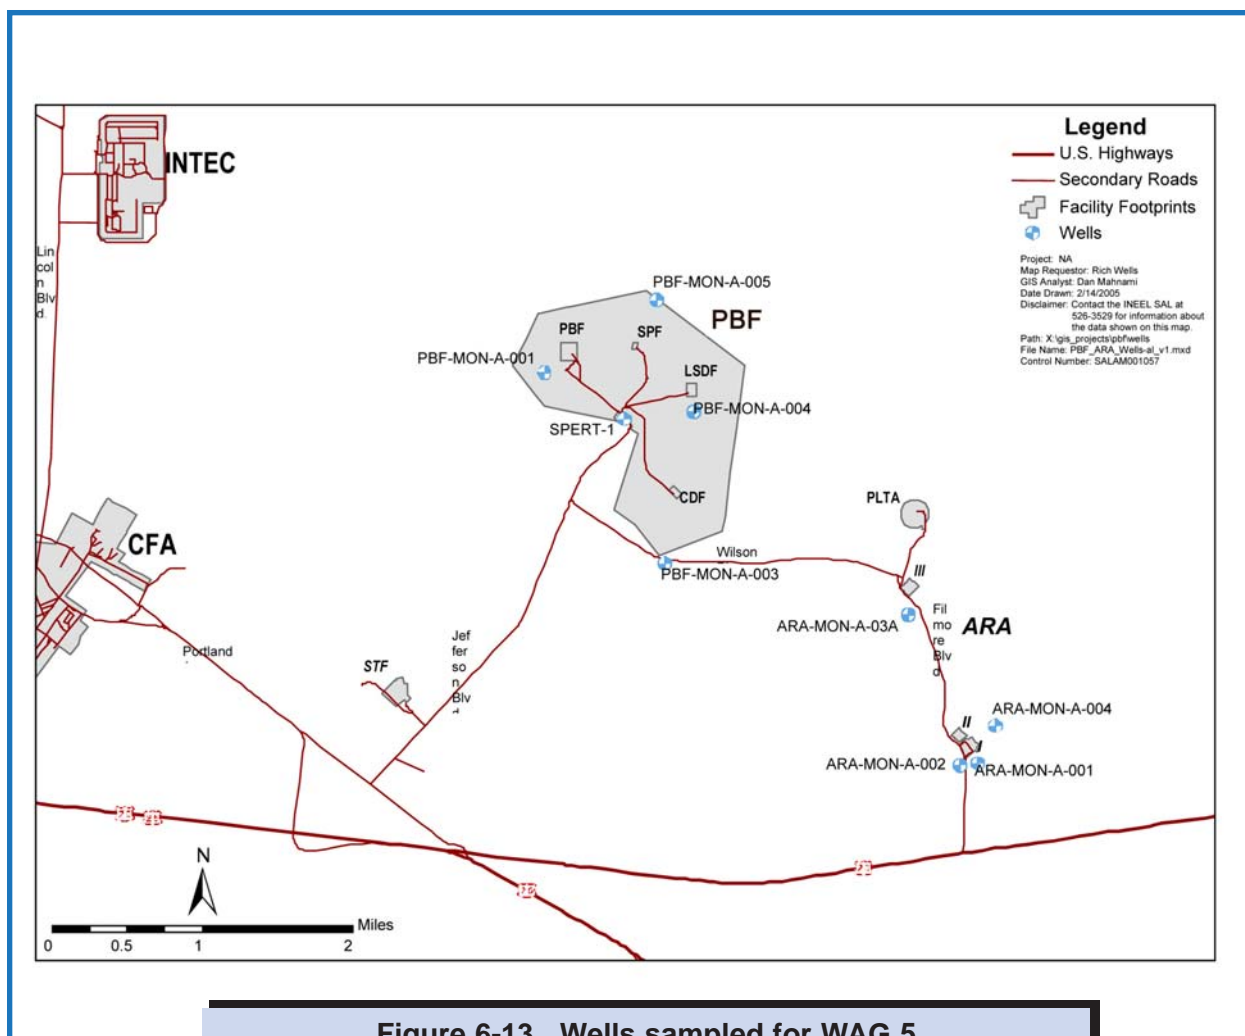 Legend
U.S. Highways
Secondary Roads
Facility Footprints
Wells
Project: NA
Map Requestor: Rich Wells
GIS Analyst: Dan Mahnami
Date Drawn: 2/14/2005
Disclaimer: Contact the INEEL SAL at
526-3529 for information about
the data shown on this map.
Path: X:\gis_projects\pbf\wells
File Name: PBF_ARA_Wells-al_v1.mxd
Control Number: SALAM001057
INTEC
Lin
col
n
Blv
d.
PBF-MON-A-005
PBF
PBF
SPF
PBF-MON-A-001
LSDF
PBF-MON-A-004
SPERT-1
CDF
PLTA
CFA
Wilson
PBF-MON-A-003
III
ARA-MON-A-03A
Fil
mo
re
Blv
d
ARA
Portland
STF
Jef
fer
so
n
Blv
d
ARA-MON-A-004
II
I
ARA-MON-A-002
ARA-MON-A-001
N
Miles
0
0.5
1
2
Figure 6-13. Wells sampled for WAG 5